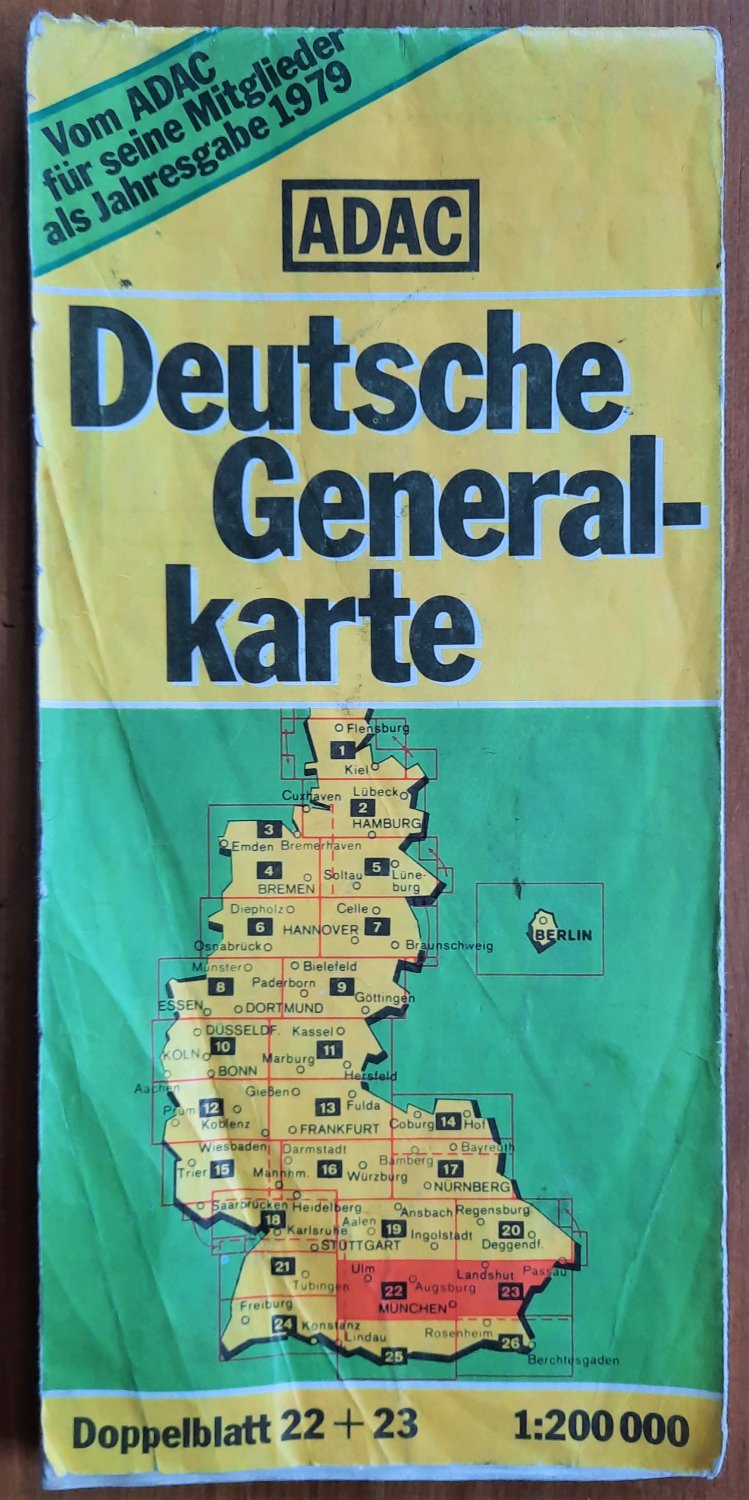 Vom ADAC
für seine Mitglieder
als Jahresgabe 1979
ADAC
Deutsche
General-
karte
Flensburg
1
Kiel
Cuxhaven Lübeck
2
HAMBURG
3
Emden Bremerhaven
4 5
Soltau Lüne-
burg
BREMEN
Diepholz Celle
6 HANNOVER 7
Osnabrück Braunschweig
BERLIN
Münster Bielefeld
8 Paderborn 9
Göttingen
ESSEN DORTMUND
DÜSSELDF. Kassel
10 11
KÖLN Marburg
BONN Hersfeld
Aachen Gießen
Prüm 12 13 Fulda
Koblenz FRANKFURT Coburg 14 Hof
Wiesbaden Darmstadt Bamberg Bayreuth
Trier 15 Mannhm. 16 Würzburg 17
NÜRNBERG
Saarbrücken Heidelberg Ansbach Regensburg
18 Karlsruhe Aalen 19 Ingolstadt 20
STUTTGART Deggendf.
21 Ulm Landshut Passau
Tübingen 22 Augsburg 23
Freiburg MÜNCHEN
24 Konstanz Rosenheim 26
Lindau
25 Berchtesgaden
Doppelblatt 22 + 23 1:200 000